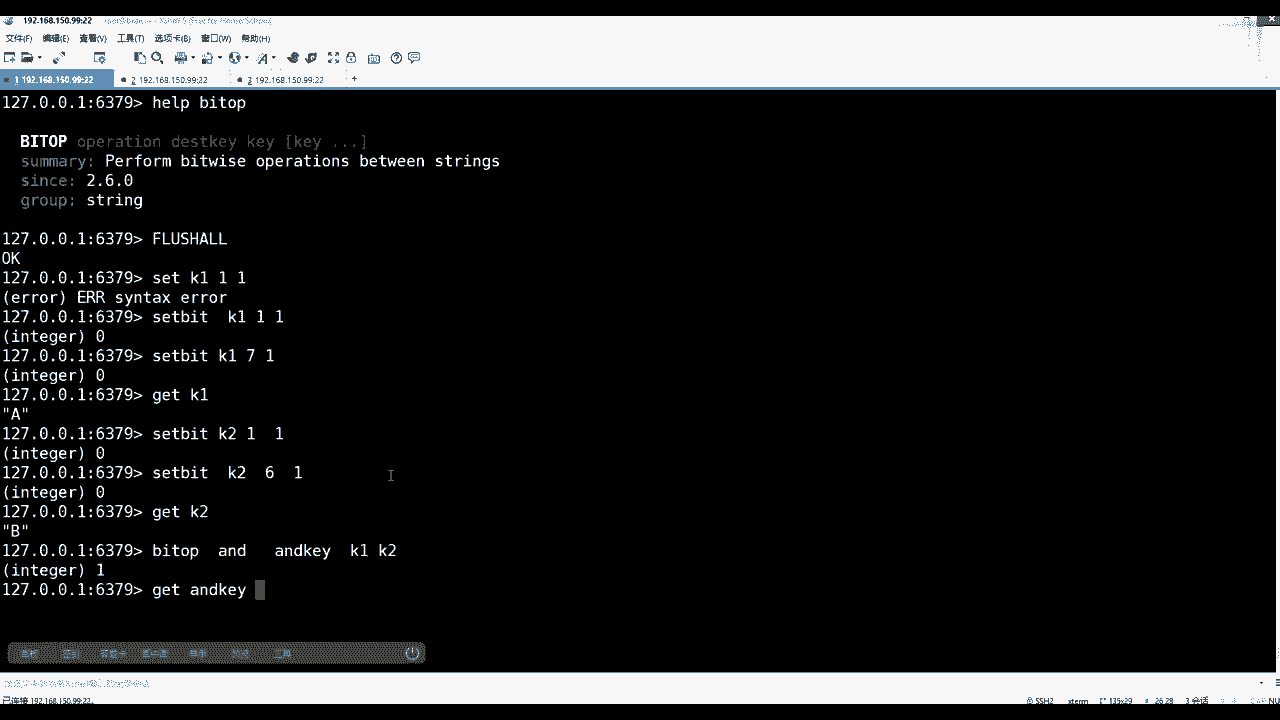 192.168.150.99:22
文件(F) 编辑(E) 查看(V) 工具(T) 选项卡(B) 窗口(W) 帮助(H)
1 192.168.150.99:22 2 192.168.150.99:22 3 192.168.150.99:22 +
127.0.0.1:6379> help bitop
BITOP operation destkey key [key ...]
summary: Perform bitwise operations between strings
since: 2.6.0
group: string
127.0.0.1:6379> FLUSHALL
OK
127.0.0.1:6379> set k1 1 1
(error) ERR syntax error
127.0.0.1:6379> setbit  k1 1 1
(integer) 0
127.0.0.1:6379> setbit k1 7 1
(integer) 0
127.0.0.1:6379> get k1
"A"
127.0.0.1:6379> setbit k2 1  1
(integer) 0
127.0.0.1:6379> setbit  k2  6  1
(integer) 0
127.0.0.1:6379> get k2
"B"
127.0.0.1:6379> bitop  and   andkey  k1 k2
(integer) 1
127.0.0.1:6379> get andkey
已连接 192.168.150.99:22。 SSH2 xterm 135x29 26,28 3 会话 CAP NU